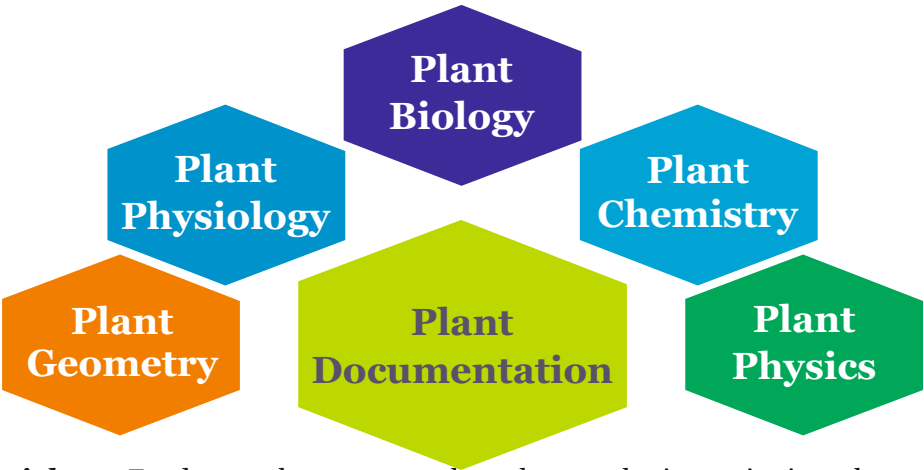 Plant
Biology
Plant
Physiology
Plant
Chemistry
Plant
Geometry
Plant
Documentation
Plant
Physics